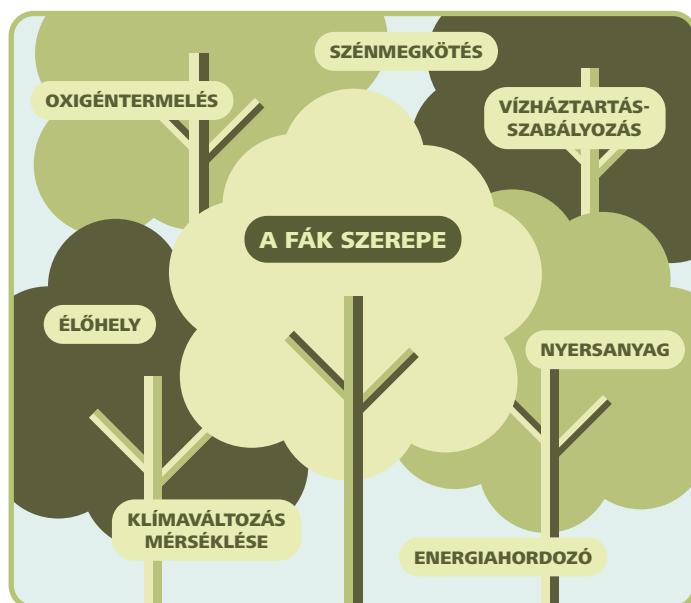 SZÉNMEGKÖTÉS
OXIGÉNTERMELÉS
VÍZHÁZTARTÁS-
SZABÁLYOZÁS
A FÁK SZEREPE
ÉLŐHELY
NYERSANYAG
KLÍMAVÁLTOZÁS
MÉRSÉKLÉSE
ENERGIAHORDOZÓ